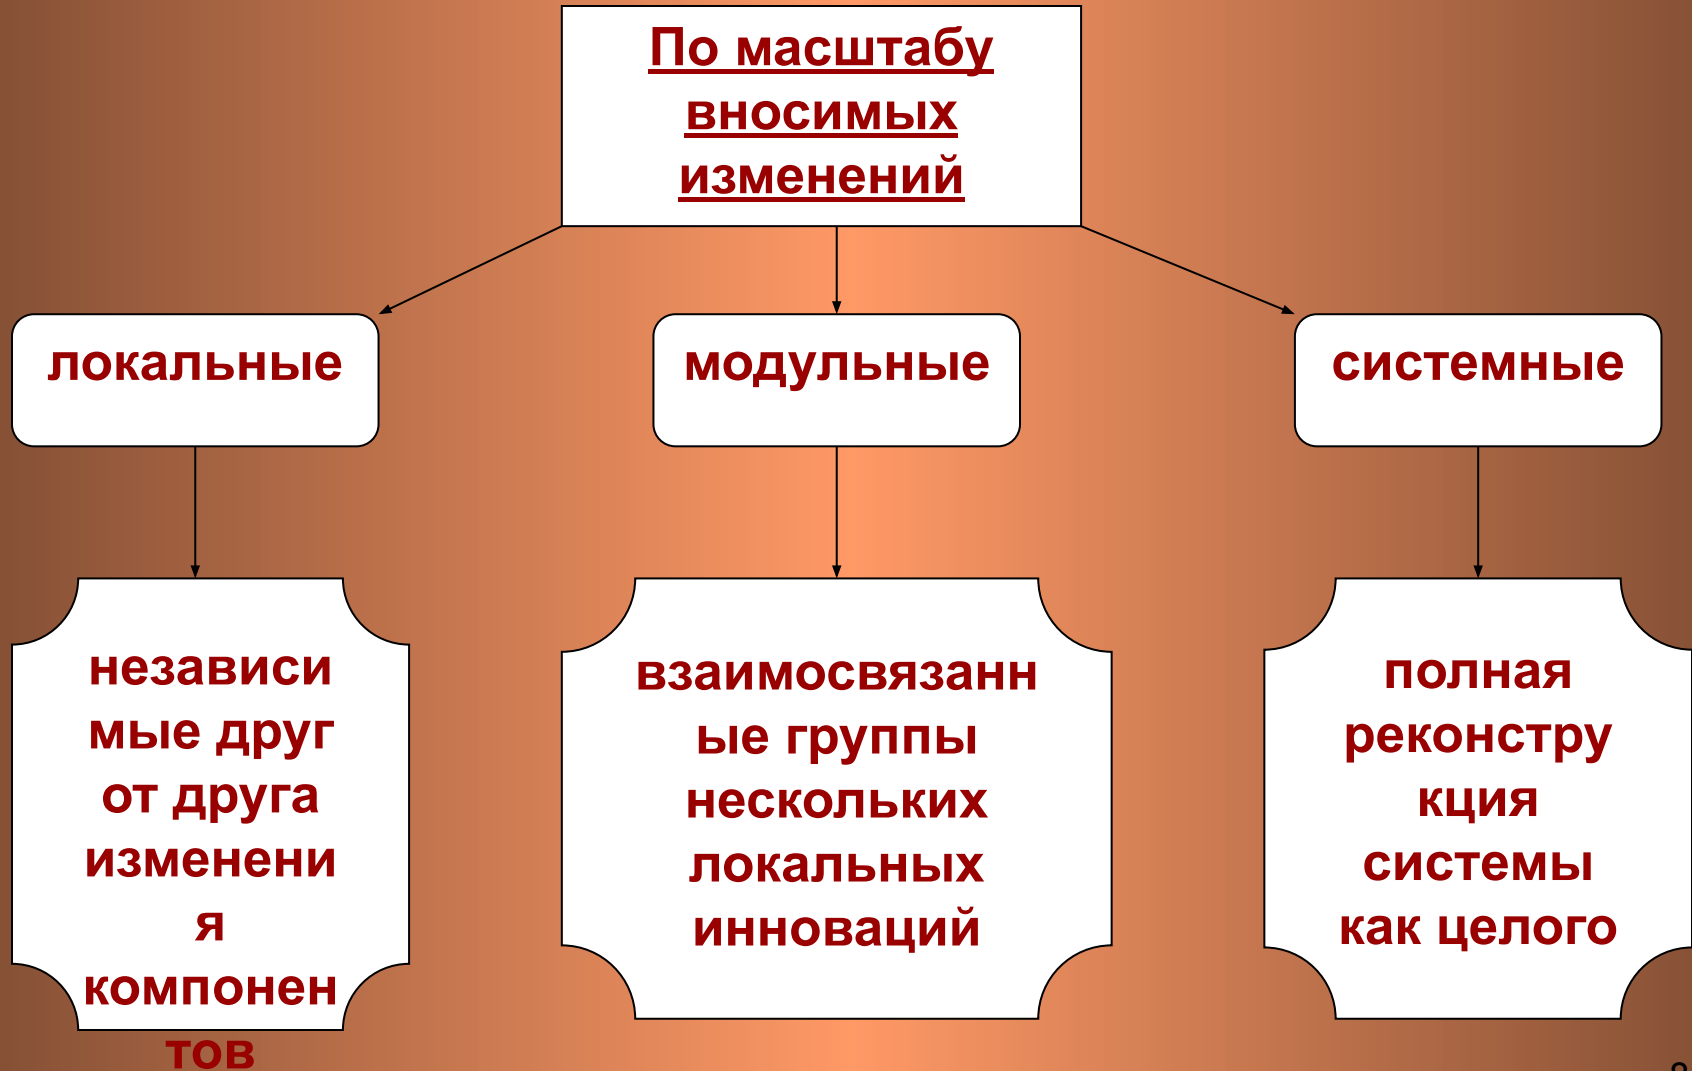 По масштабу
вносимых
изменений
локальные
модульные
системные
независи
мые друг
от друга
изменени
я
компонен
тов
взаимосвязанн
ые группы
нескольких
локальных
инноваций
полная
реконстру
кция
системы
как целого